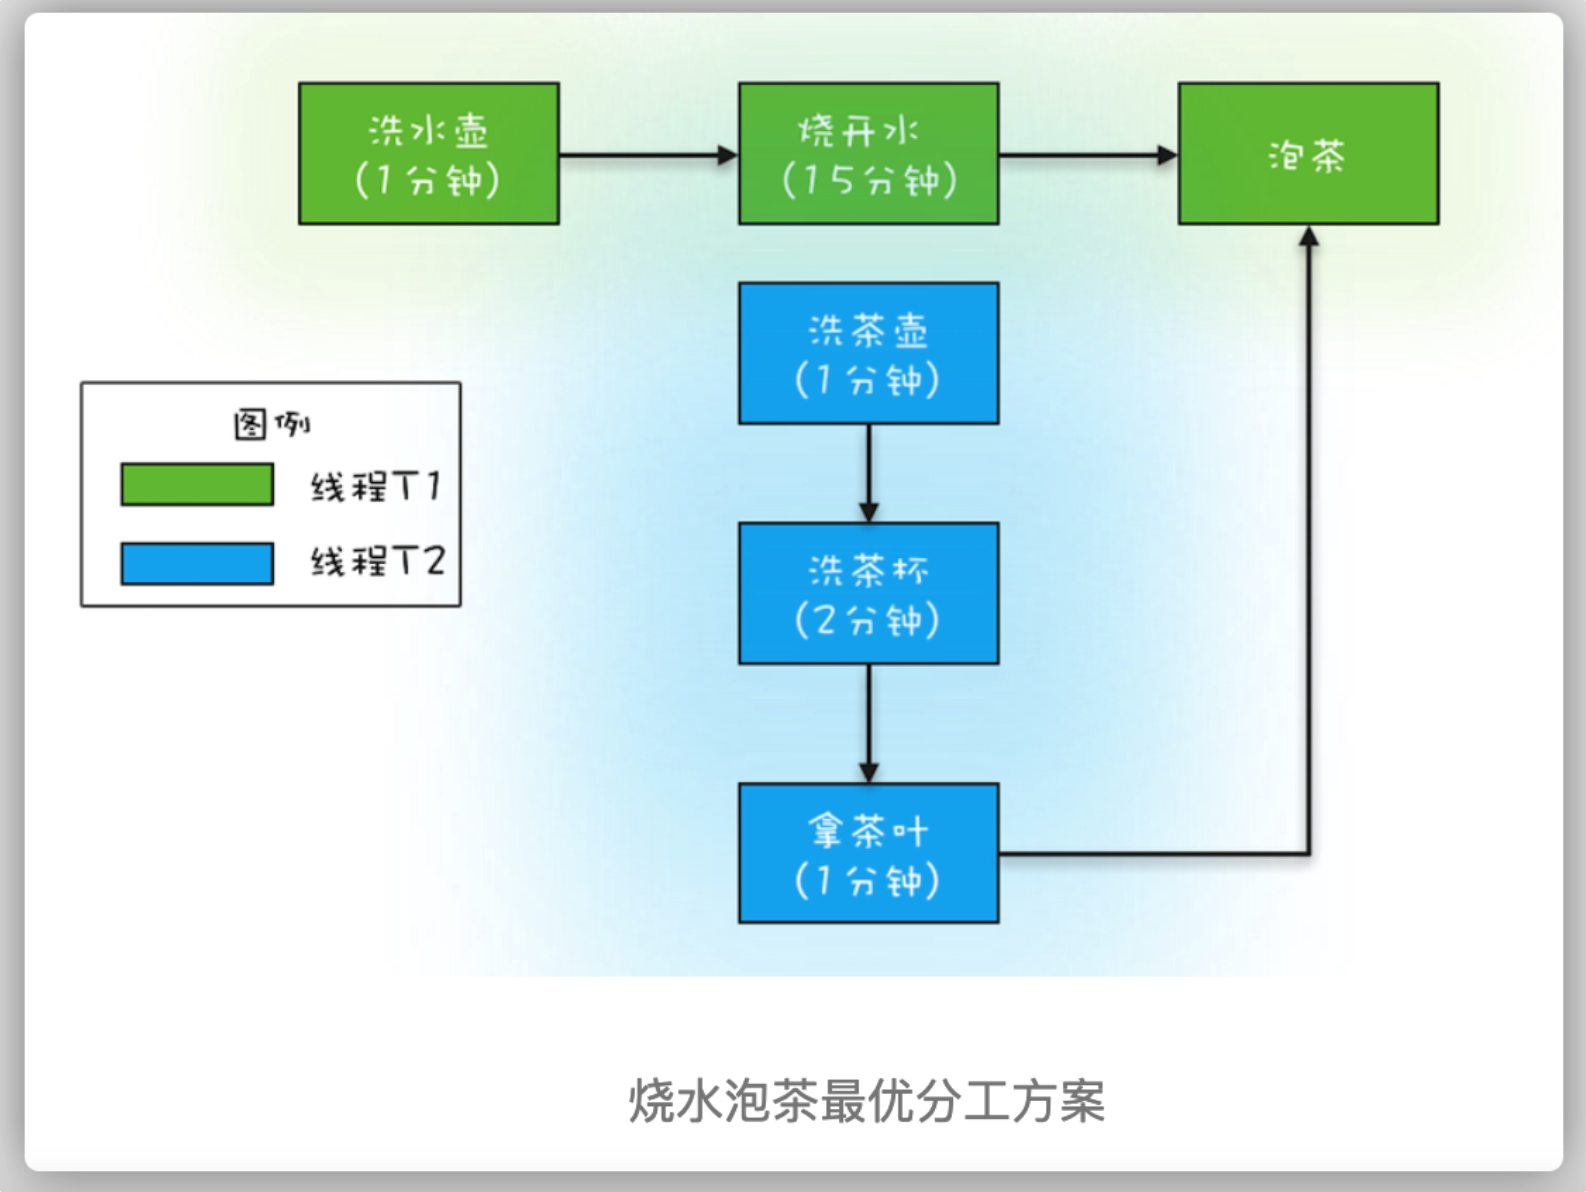 洗水壶
(1分钟)
烧开水
(15分钟)
泡茶
洗茶壶
(1分钟)
图例
线程T1
线程T2
洗茶杯
(2分钟)
拿茶叶
(1分钟)
烧水泡茶最优分工方案